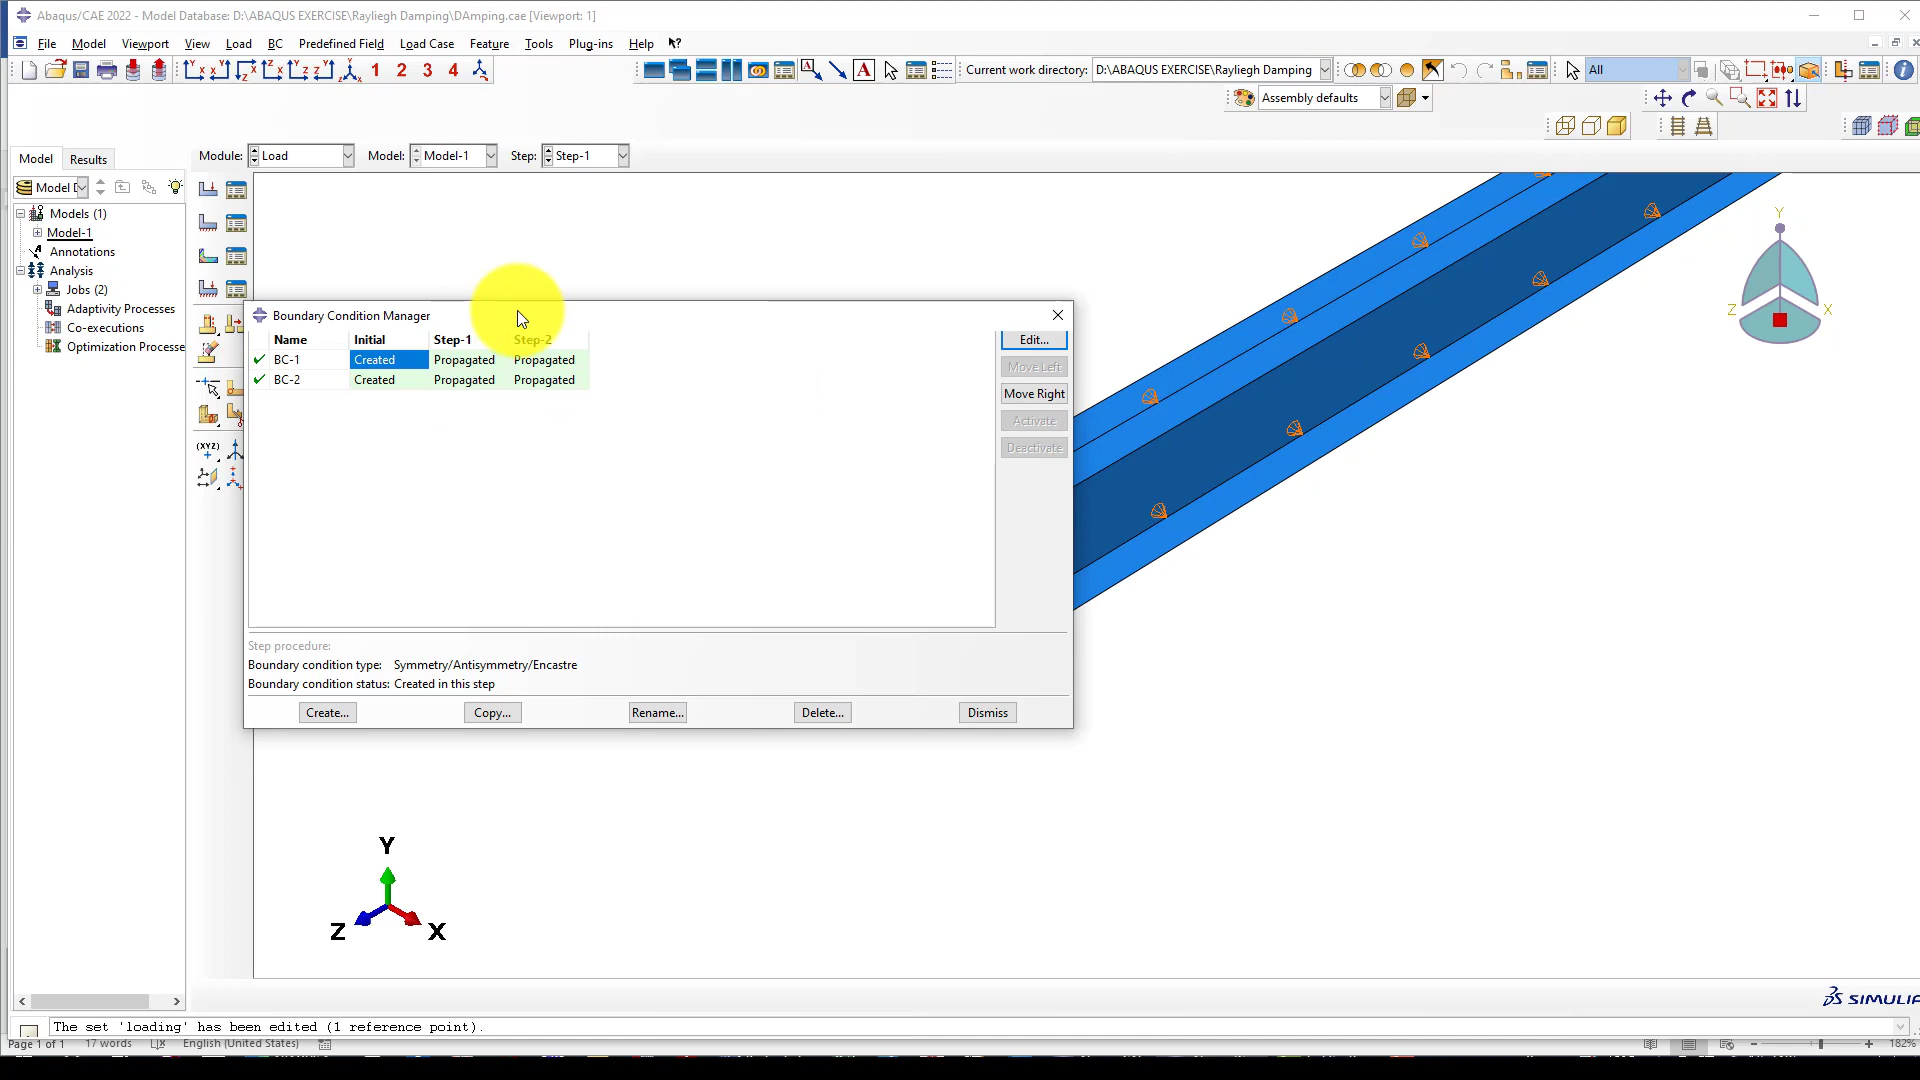 Abaqus/CAE 2022 - Model Database: D:\ABAQUS EXERCISE\Rayliegh Damping\DAmping.cae [Viewport: 1]
File Model Viewport View Load BC Predefined Field Load Case Feature Tools Plug-ins Help
1 2 3 4 Current work directory: D:\ABAQUS EXERCISE\Rayliegh Damping All
Assembly defaults
Model Results Module: Load Model: Model-1 Step: Step-1
Model D
Models (1)
Model-1
Annotations
Analysis
Jobs (2)
Adaptivity Processes
Co-executions
Optimization Processe
(XYZ)
Boundary Condition Manager
Name Initial Step-1 Step-2
BC-1 Created Propagated Propagated
BC-2 Created Propagated Propagated
Edit...
Move Left
Move Right
Activate
Deactivate
Step procedure:
Boundary condition type: Symmetry/Antisymmetry/Encastre
Boundary condition status: Created in this step
Create... Copy... Rename... Delete... Dismiss
Y
Z X
Y
Z X
SIMULIA
The set 'loading' has been edited (1 reference point).
Page 1 of 1 17 words English (United States) 182%